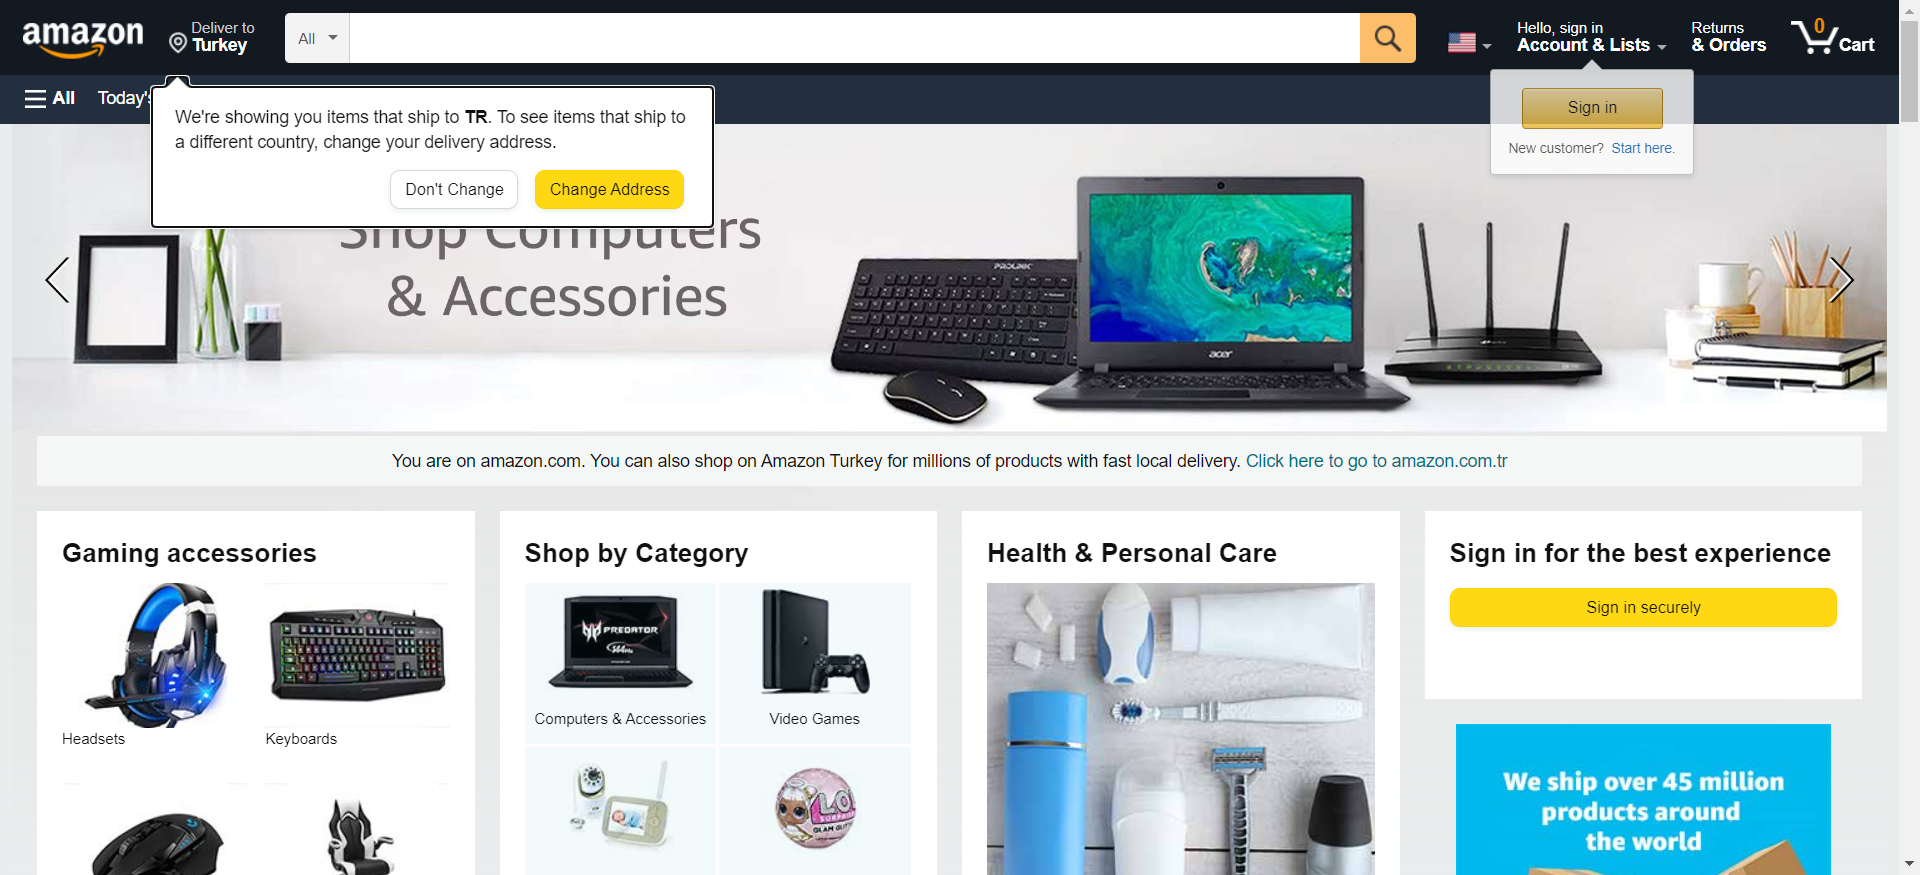 amazon
Deliver to
Turkey
All
Hello, sign in
Account & Lists
Returns
& Orders
0
Cart
All
Today's
We're showing you items that ship to TR. To see items that ship to
a different country, change your delivery address.
Don't Change
Change Address
Sign in
New customer? Start here.
Shop Computers
& Accessories
PROLINK
acer
You are on amazon.com. You can also shop on Amazon Turkey for millions of products with fast local delivery. Click here to go to amazon.com.tr
Gaming accessories
Headsets
Keyboards
Shop by Category
PREDATOR
144Hz
Computers & Accessories
Video Games
L.O.L
SURPRISE
GLAM GLITTER
Health & Personal Care
Sign in for the best experience
Sign in securely
We ship over 45 million
products around
the world